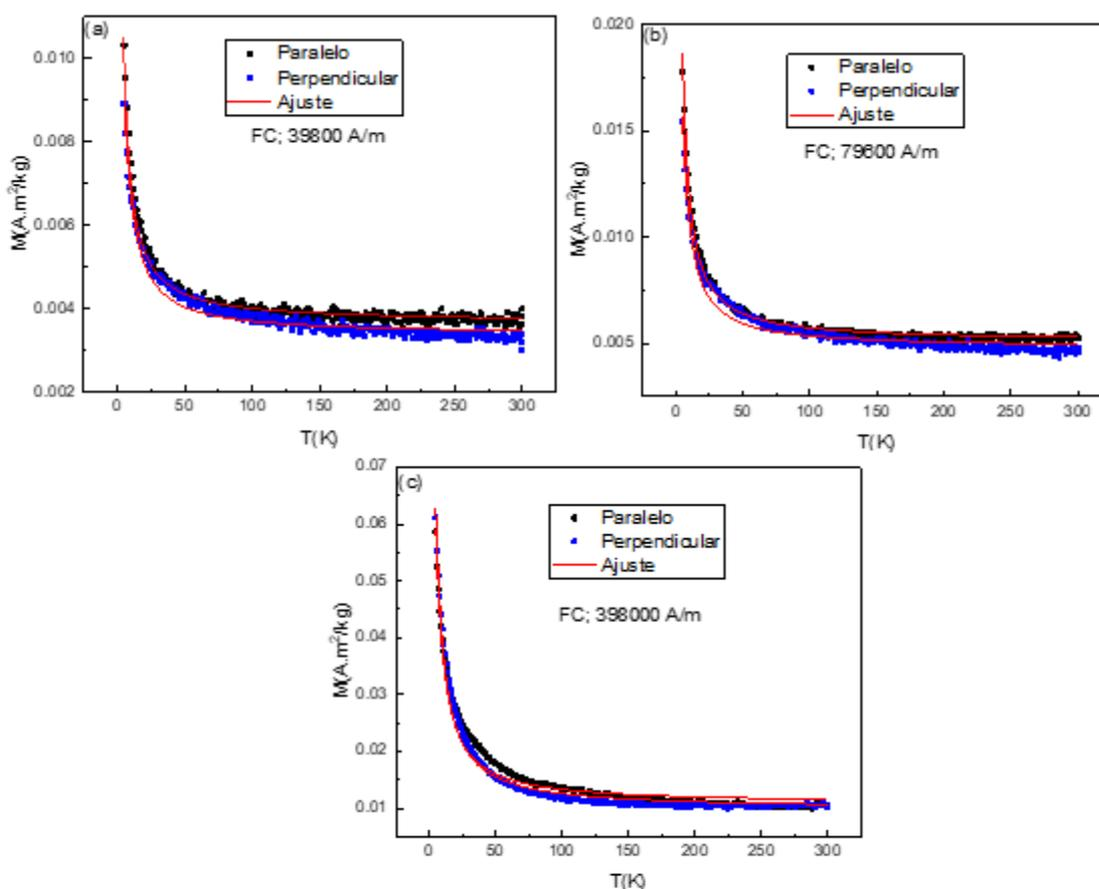 (a)
Paralelo
Perpendicular
Ajuste
FC; 39800 A/m
M(A.m²/kg)
0.010
0.008
0.006
0.004
0.002
0 50 100 150 200 250 300
T(K)
(b)
Paralelo
Perpendicular
Ajuste
FC; 79600 A/m
M(A.m²/kg)
0.020
0.015
0.010
0.005
0 50 100 150 200 250 300
T(K)
(c)
Paralelo
Perpendicular
Ajuste
FC; 398000 A/m
M(A.m²/kg)
0.07
0.06
0.05
0.04
0.03
0.02
0.01
0 50 100 150 200 250 300
T(K)